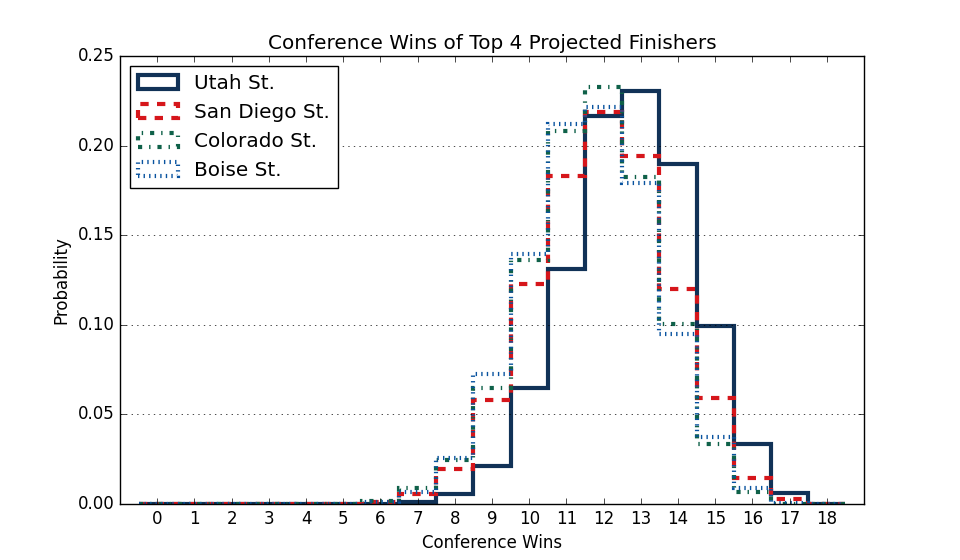 Conference Wins of Top 4 Projected Finishers
0.25
0.20
0.15
0.10
0.05
0.00
Probability
Utah St.
San Diego St.
Colorado St.
Boise St.
0 1 2 3 4 5 6 7 8 9 10 11 12 13 14 15 16 17 18
Conference Wins